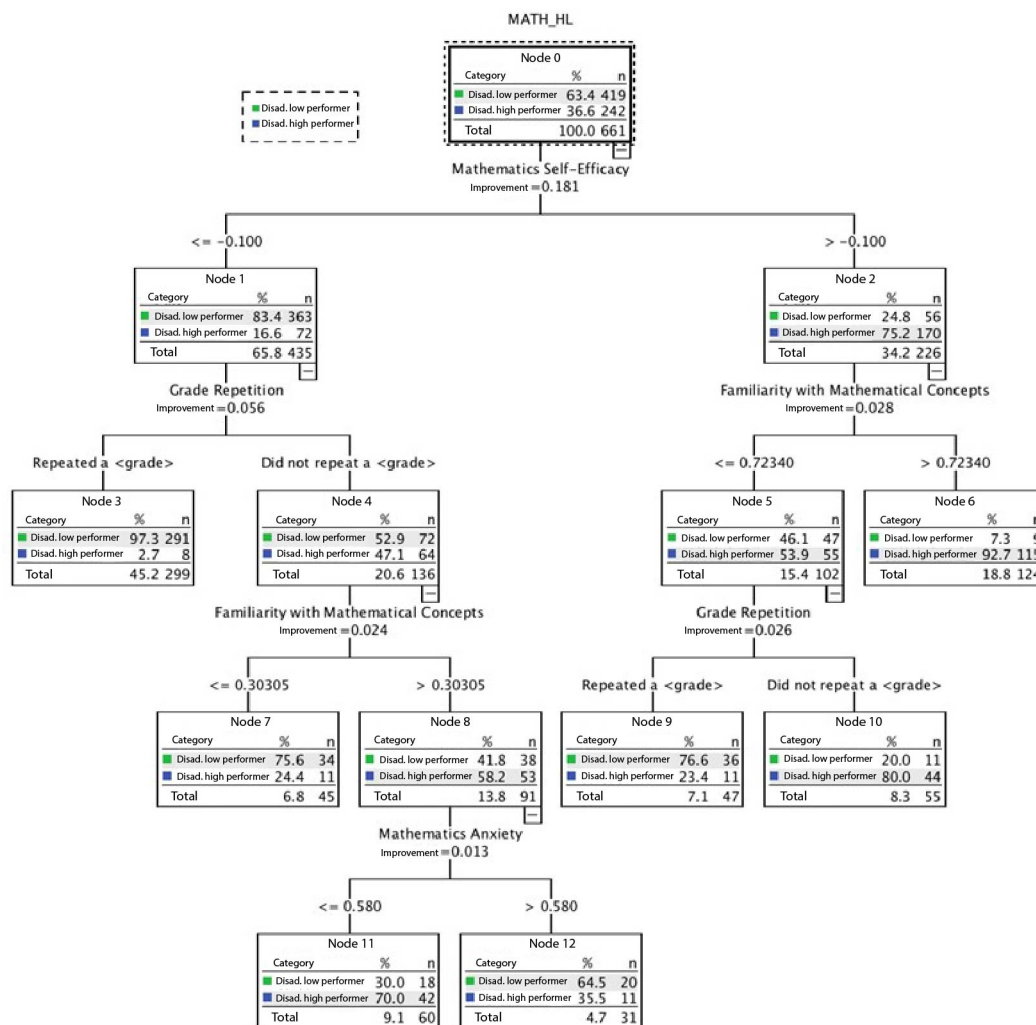 MATH_HL
Disad. low performer
Disad. high performer
Node 0
Category % n
Disad. low performer 63.4 419
Disad. high performer 36.6 242
Total 100.0 661
Mathematics Self-Efficacy
Improvement =0.181
<= -0.100
> -0.100
Node 1
Category % n
Disad. low performer 83.4 363
Disad. high performer 16.6 72
Total 65.8 435
Node 2
Category % n
Disad. low performer 24.8 56
Disad. high performer 75.2 170
Total 34.2 226
Grade Repetition
Improvement =0.056
Familiarity with Mathematical Concepts
Improvement =0.028
Repeated a <grade>
Did not repeat a <grade>
<= 0.72340
> 0.72340
Node 3
Category % n
Disad. low performer 97.3 291
Disad. high performer 2.7 8
Total 45.2 299
Node 4
Category % n
Disad. low performer 52.9 72
Disad. high performer 47.1 64
Total 20.6 136
Node 5
Category % n
Disad. low performer 46.1 47
Disad. high performer 53.9 55
Total 15.4 102
Node 6
Category %
Disad. low performer 7.3
Disad. high performer 92.7 115
Total 18.8 124
Familiarity with Mathematical Concepts
Improvement =0.024
Grade Repetition
Improvement =0.026
<= 0.30305
> 0.30305
Repeated a <grade>
Did not repeat a <grade>
Node 7
Category % n
Disad. low performer 75.6 34
Disad. high performer 24.4 11
Total 6.8 45
Node 8
Category % n
Disad. low performer 41.8 38
Disad. high performer 58.2 53
Total 13.8 91
Node 9
Category % n
Disad. low performer 76.6 36
Disad. high performer 23.4 11
Total 7.1 47
Node 10
Category % n
Disad. low performer 20.0 11
Disad. high performer 80.0 44
Total 8.3 55
Mathematics Anxiety
Improvement =0.013
<= 0.580
> 0.580
Node 11
Category % n
Disad. low performer 30.0 18
Disad. high performer 70.0 42
Total 9.1 60
Node 12
Category % n
Disad. low performer 64.5 20
Disad. high performer 35.5 11
Total 4.7 31